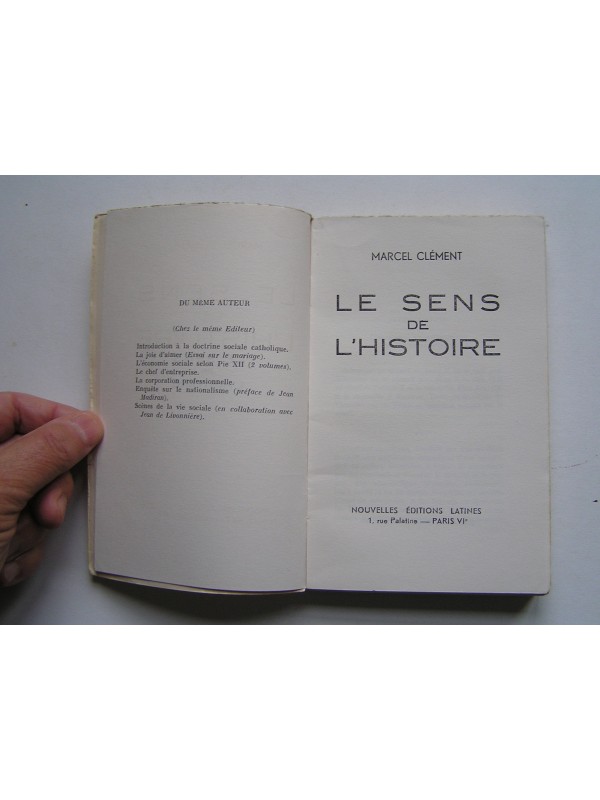 DU MÊME AUTEUR
(Chez le même Editeur)
Introduction à la doctrine sociale catholique.
La joie d'aimer (Essai sur le mariage).
L'économie sociale selon Pie XII (2 volumes).
Le chef d'entreprise.
La corporation professionnelle.
Enquête sur le nationalisme (préface de Jean
Madiran).
Scènes de la vie sociale (en collaboration avec
Jean de Livonnière).
MARCEL CLÉMENT
LE SENS
DE
L'HISTOIRE
NOUVELLES ÉDITIONS LATINES
1, rue Palatine — PARIS VIᵉ